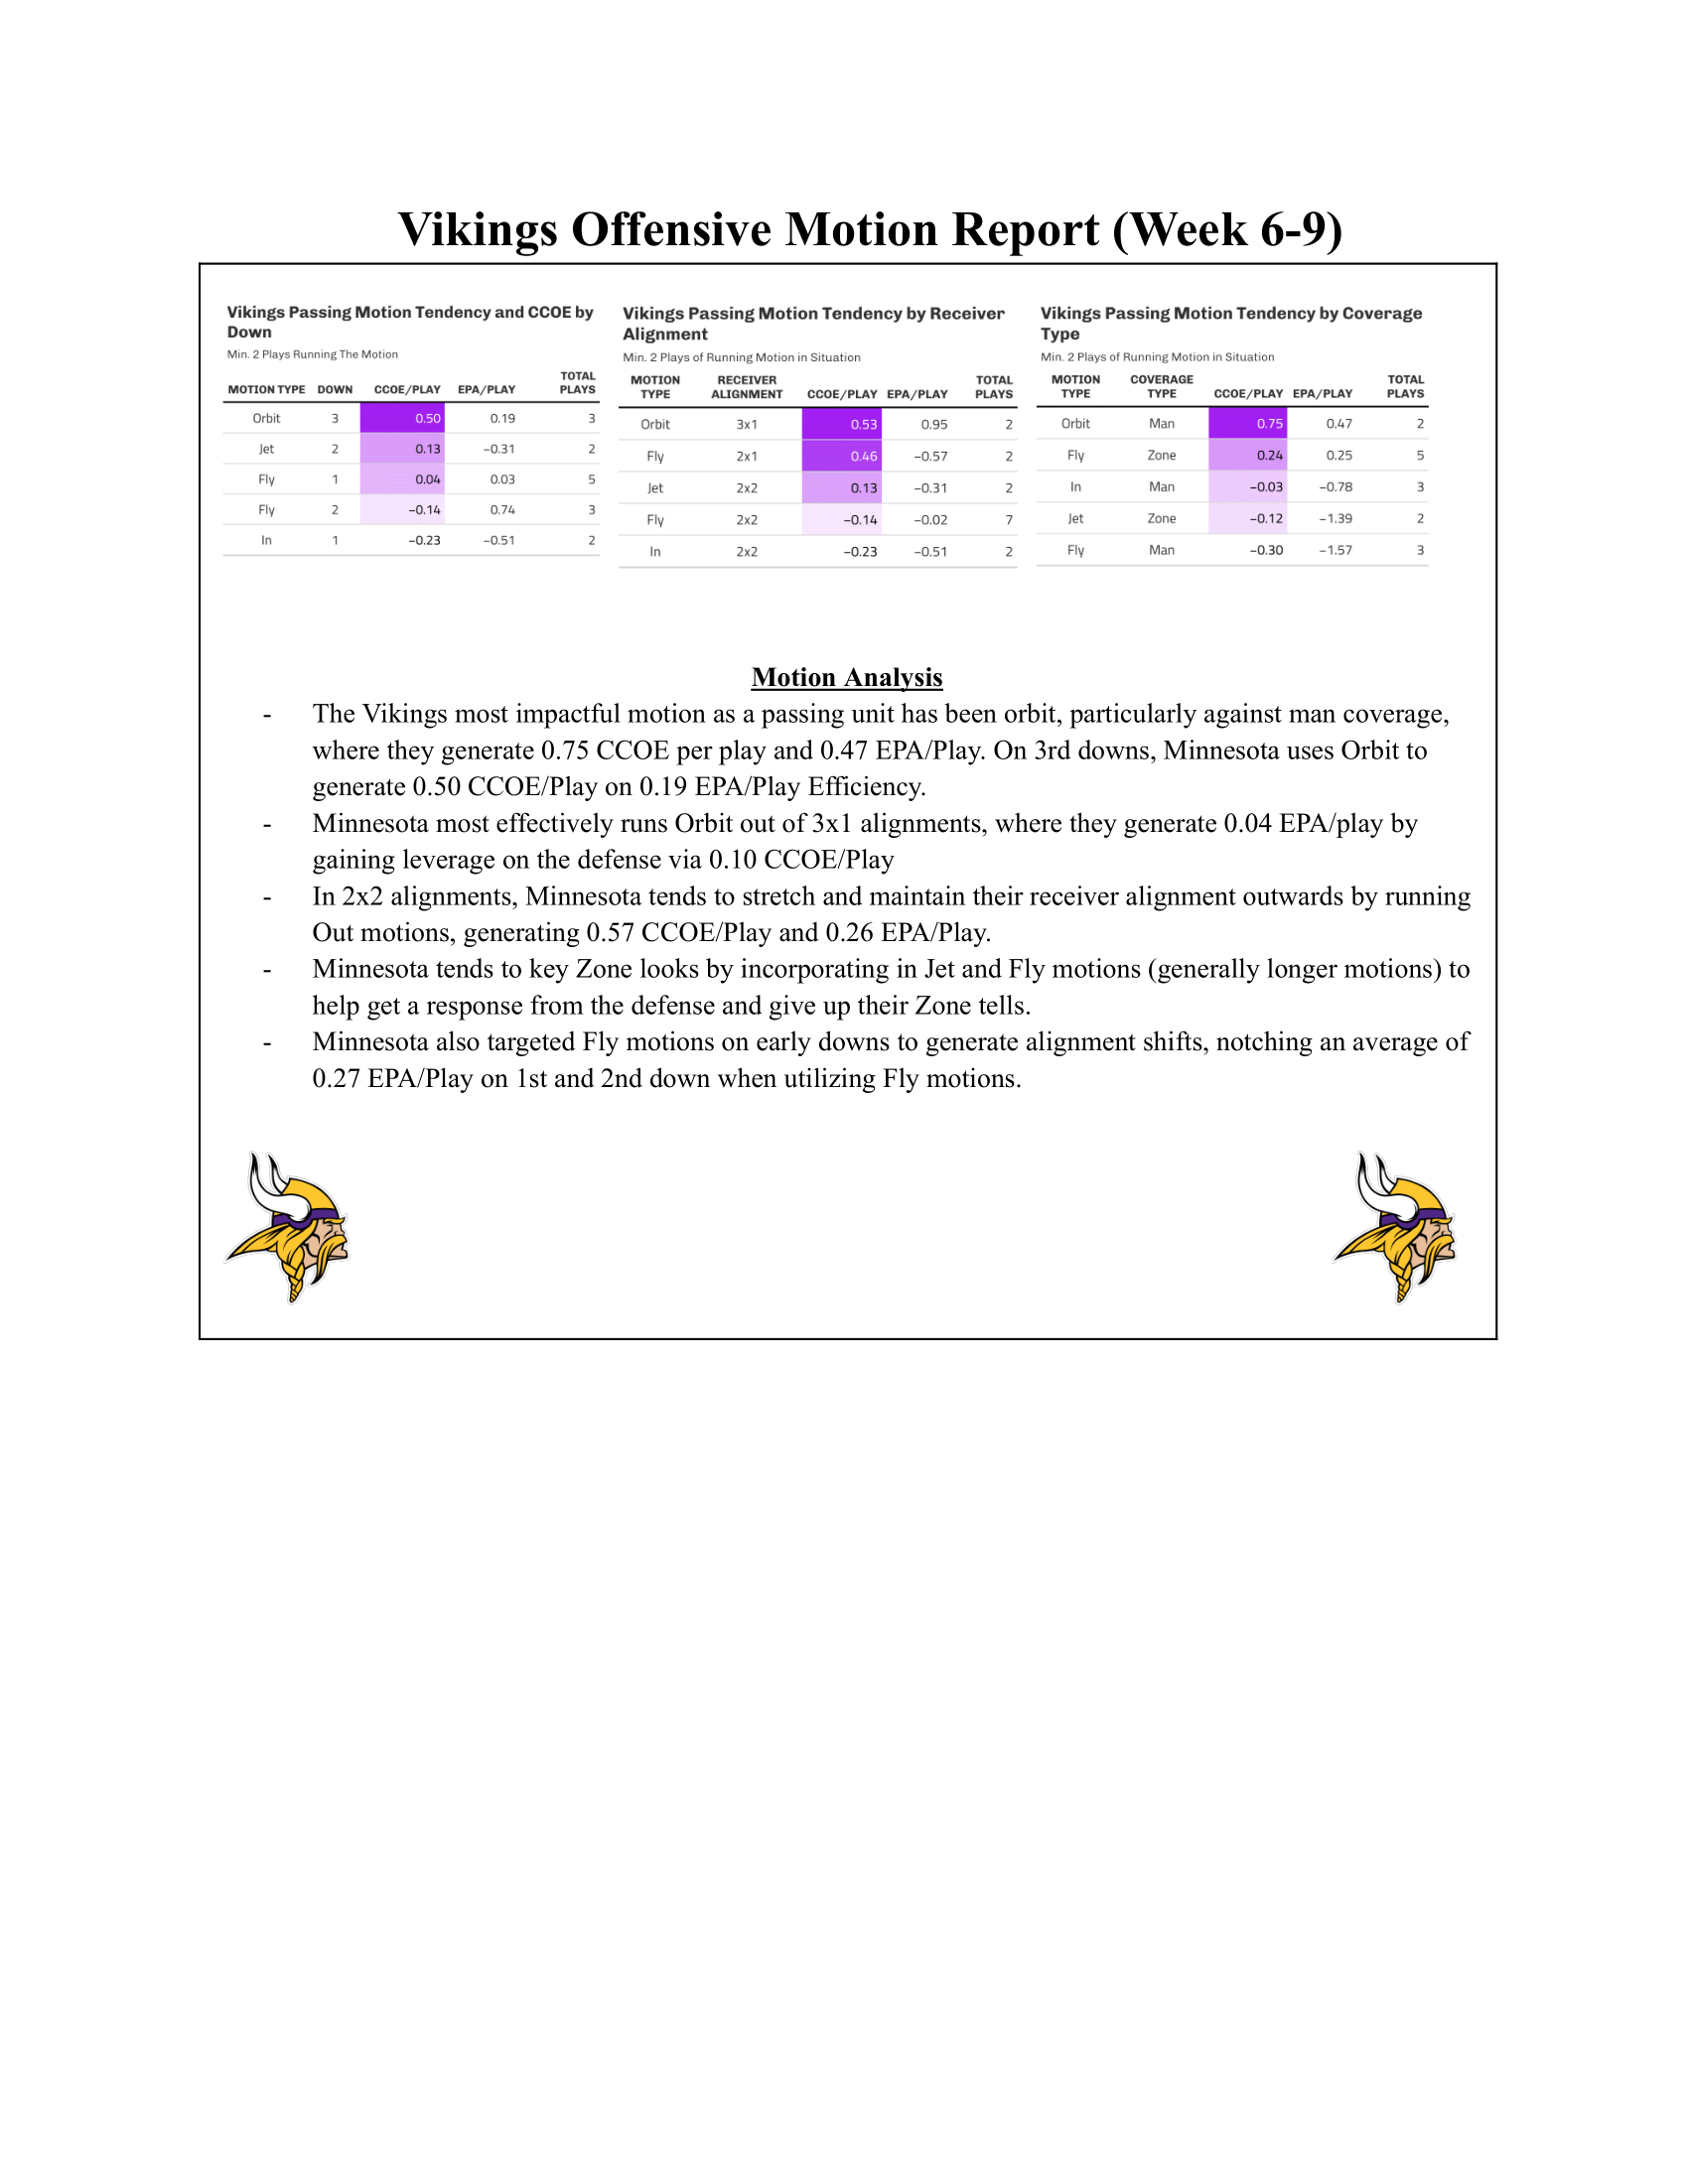 Vikings Offensive Motion Report (Week 6-9)
Vikings Passing Motion Tendency and CCOE by
Down
Min. 2 Plays Running The Motion
MOTION TYPE DOWN CCOE/PLAY EPA/PLAY TOTAL PLAYS
Orbit 3 0.50 0.19 3
Jet 2 0.13 −0.31 2
Fly 1 0.04 0.03 5
Fly 2 −0.14 0.74 3
In 1 −0.23 −0.51 2
Vikings Passing Motion Tendency by Receiver
Alignment
Min. 2 Plays of Running Motion in Situation
MOTION TYPE RECEIVER ALIGNMENT CCOE/PLAY EPA/PLAY TOTAL PLAYS
Orbit 3x1 0.53 0.95 2
Fly 2x1 0.46 −0.57 2
Jet 2x2 0.13 −0.31 2
Fly 2x2 −0.14 −0.02 7
In 2x2 −0.23 −0.51 2
Vikings Passing Motion Tendency by Coverage
Type
Min. 2 Plays of Running Motion in Situation
MOTION TYPE COVERAGE TYPE CCOE/PLAY EPA/PLAY TOTAL PLAYS
Orbit Man 0.75 0.47 2
Fly Zone 0.24 0.25 5
In Man −0.03 −0.78 3
Jet Zone −0.12 −1.39 2
Fly Man −0.30 −1.57 3
Motion Analysis
- The Vikings most impactful motion as a passing unit has been orbit, particularly against man coverage,
where they generate 0.75 CCOE per play and 0.47 EPA/Play. On 3rd downs, Minnesota uses Orbit to
generate 0.50 CCOE/Play on 0.19 EPA/Play Efficiency.
- Minnesota most effectively runs Orbit out of 3x1 alignments, where they generate 0.04 EPA/play by
gaining leverage on the defense via 0.10 CCOE/Play
- In 2x2 alignments, Minnesota tends to stretch and maintain their receiver alignment outwards by running
Out motions, generating 0.57 CCOE/Play and 0.26 EPA/Play.
- Minnesota tends to key Zone looks by incorporating in Jet and Fly motions (generally longer motions) to
help get a response from the defense and give up their Zone tells.
- Minnesota also targeted Fly motions on early downs to generate alignment shifts, notching an average of
0.27 EPA/Play on 1st and 2nd down when utilizing Fly motions.